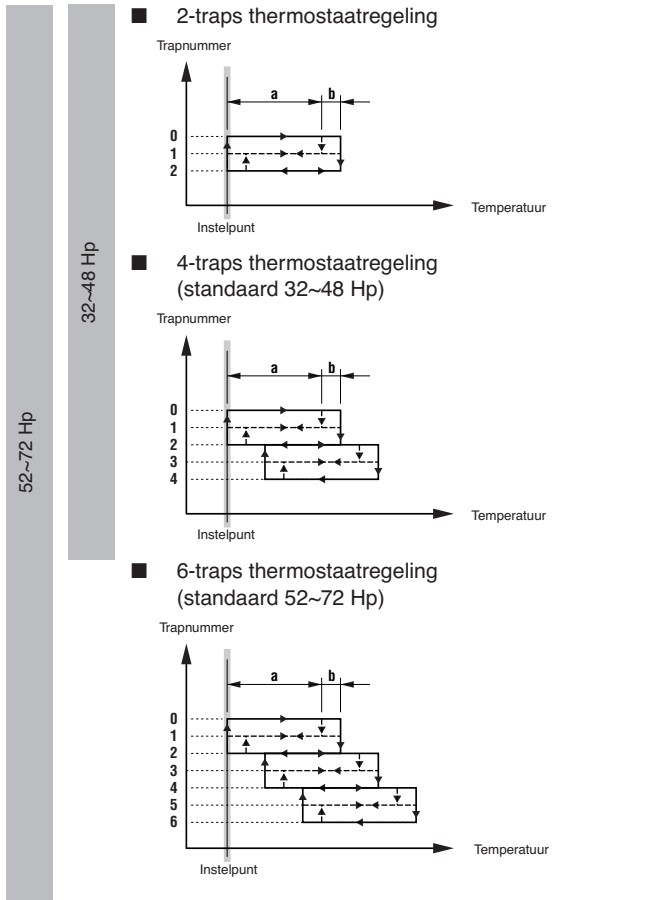 52~72 Hp
32~48 Hp
■ 2-traps thermostaatregeling
Trapnummer
a b
0
1
2
Temperatuur
Instelpunt
■ 4-traps thermostaatregeling
(standaard 32~48 Hp)
Trapnummer
a b
0
1
2
3
4
Temperatuur
Instelpunt
■ 6-traps thermostaatregeling
(standaard 52~72 Hp)
Trapnummer
a b
0
1
2
3
4
5
6
Temperatuur
Instelpunt